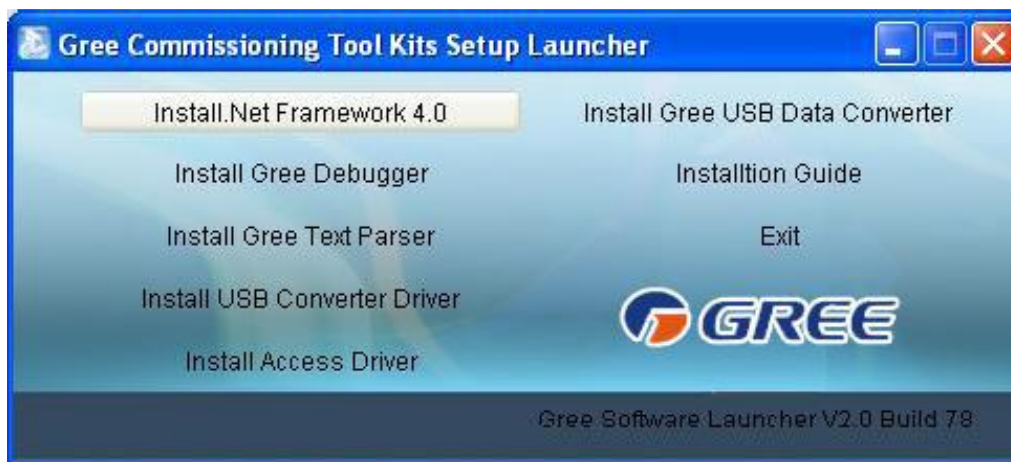 Gree Commissioning Tool Kits Setup Launcher
Install.Net Framework 4.0
Install Gree USB Data Converter
Install Gree Debugger
Installtion Guide
Install Gree Text Parser
Exit
Install USB Converter Driver
GREE
Install Access Driver
Gree Software Launcher V2.0 Build 78